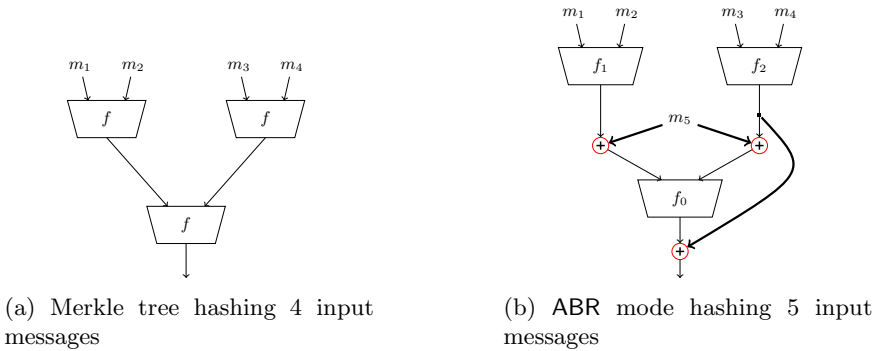 m₁ m₂ m₃ m₄
f f
f
(a) Merkle tree hashing 4 input
messages
m₁ m₂ m₃ m₄
f₁ f₂
m₅
+ +
f₀
+
(b) ABR mode hashing 5 input
messages